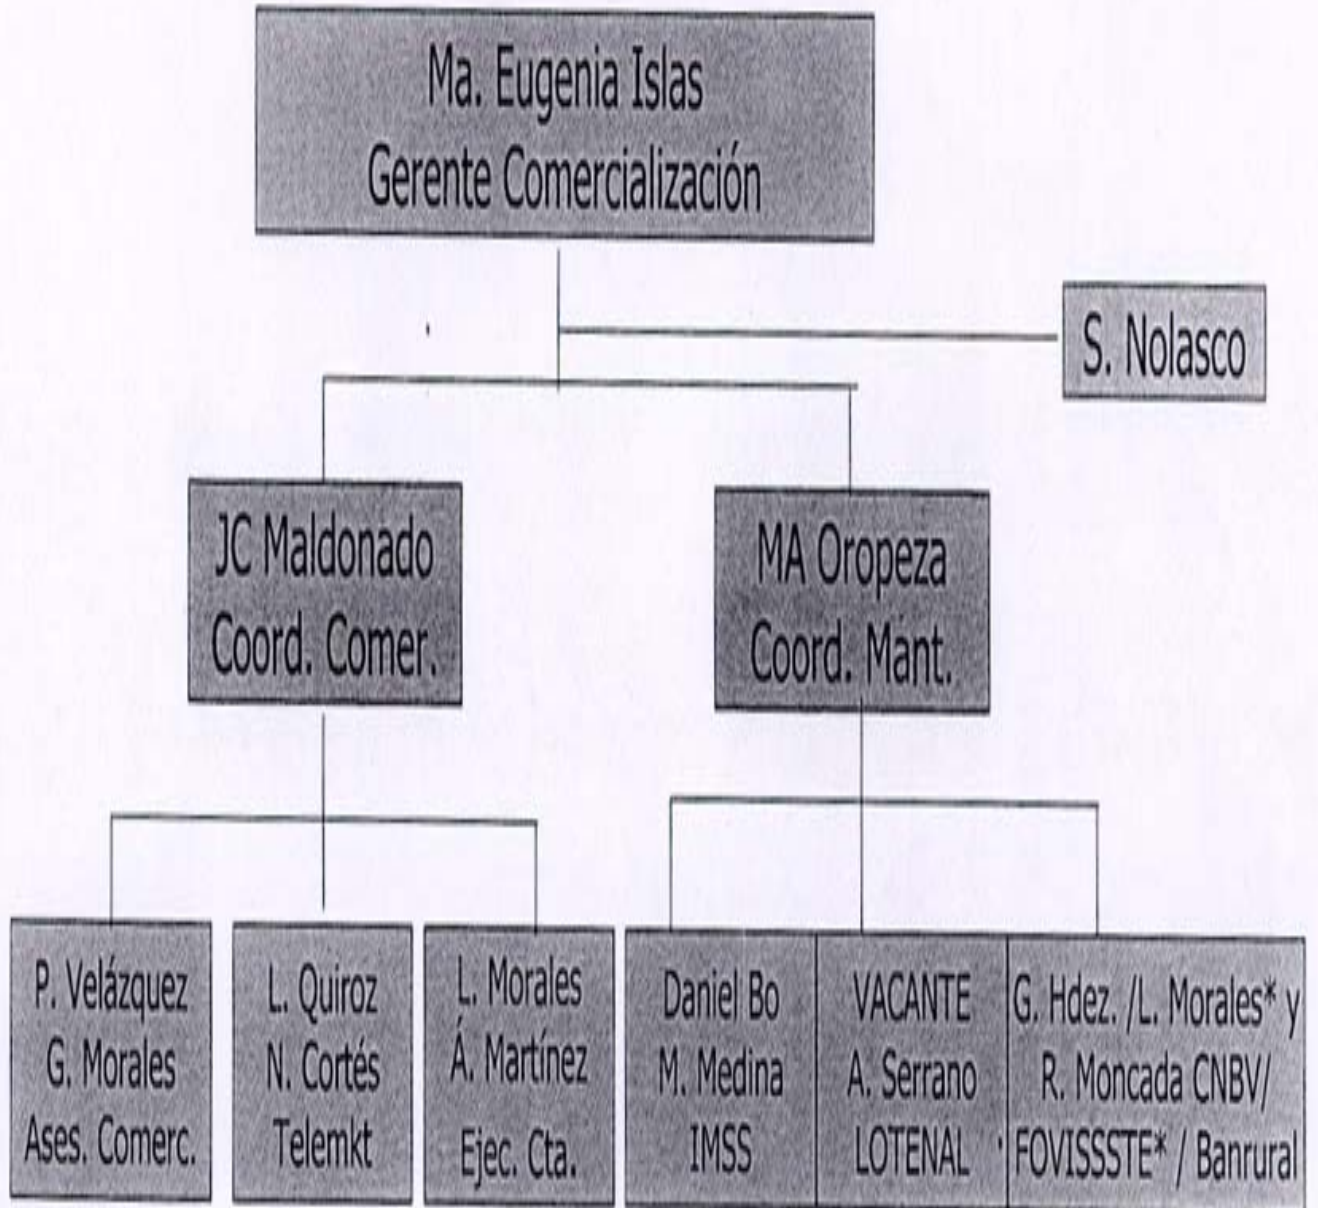 Ma. Eugenia Islas
Gerente Comercialización
S. Nolasco
JC Maldonado
Coord. Comer.
MA Oropeza
Coord. Mant.
P. Velázquez
G. Morales
Ases. Comerc.
L. Quiroz
N. Cortés
Telemkt
L. Morales
Á. Martínez
Ejec. Cta.
Daniel Bo
M. Medina
IMSS
VACANTE
A. Serrano
LOTENAL
G. Hdez. /L. Morales* y
R. Moncada CNBV/
FOVISSSTE* / Banrural